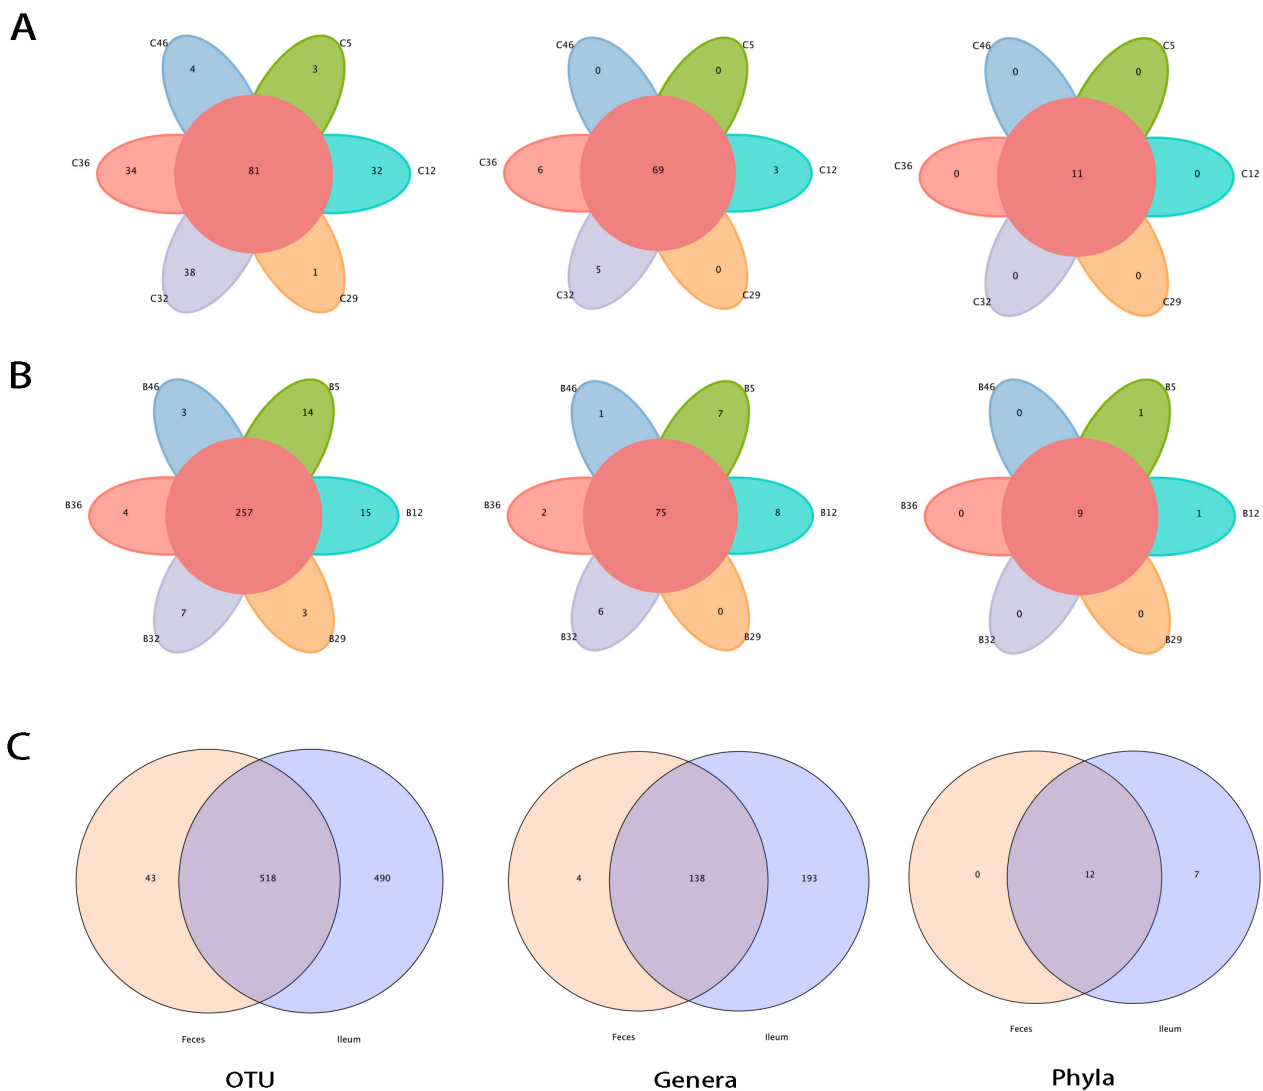 A
C46
C5
4
3
C36
34
81
32
C12
38
1
C32
C29
C46
C5
0
0
C36
6
69
3
C12
5
0
C32
C29
C46
C5
0
0
C36
0
11
0
C12
0
0
C32
C29
B
B46
B5
3
14
B36
4
257
15
B12
7
3
B32
B29
B46
B5
1
7
B36
2
75
8
B12
6
0
B32
B29
B46
B5
0
1
B36
0
9
1
B12
0
0
B32
B29
C
43
518
490
Feces
Ileum
OTU
4
138
193
Feces
Ileum
Genera
0
12
7
Feces
Ileum
Phyla